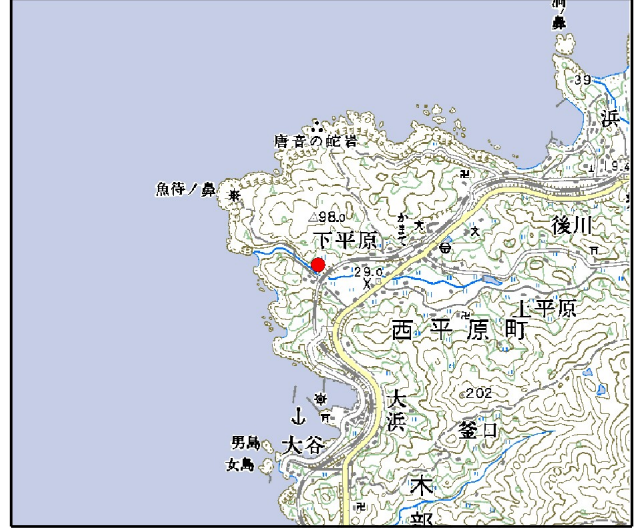 ノ鼻
39
浜
唐音の蛇岩
9.4
魚待ノ鼻
98.0
かまて
後川
下平原
29.0
上平原
西平原町
202
大浜
釜口
男島
大谷
女島
木部